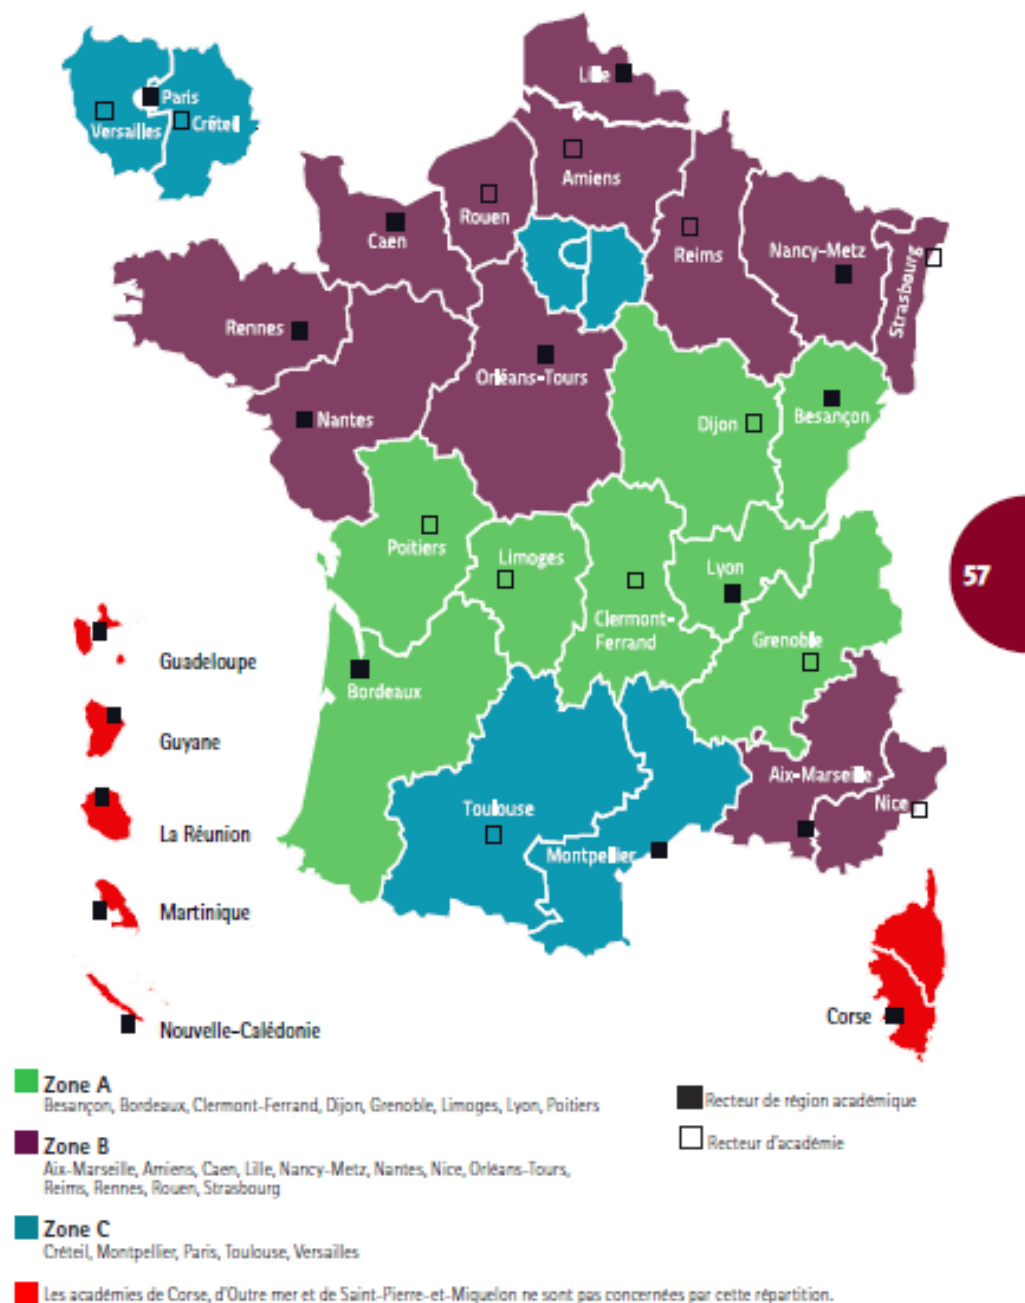 Paris
Versailles
Créteil
Lille
Amiens
Rouen
Caen
Reims
Nancy-Metz
Strasbourg
Rennes
Orléans-Tours
Nantes
Dijon
Besançon
Poitiers
Limoges
Lyon
57
Clermont-
Ferrand
Grenoble
Guadeloupe
Bordeaux
Guyane
Aix-Marseille
Nice
Toulouse
La Réunion
Montpellier
Martinique
Corse
Nouvelle-Calédonie
Zone A
Besançon, Bordeaux, Clermont-Ferrand, Dijon, Grenoble, Limoges, Lyon, Poitiers
Recteur de région académique
Zone B
Recteur d'académie
Aix-Marseille, Amiens, Caen, Lille, Nancy-Metz, Nantes, Nice, Orléans-Tours,
Reims, Rennes, Rouen, Strasbourg
Zone C
Créteil, Montpellier, Paris, Toulouse, Versailles
Les académies de Corse, d'Outre mer et de Saint-Pierre-et-Miquelon ne sont pas concernées par cette répartition.